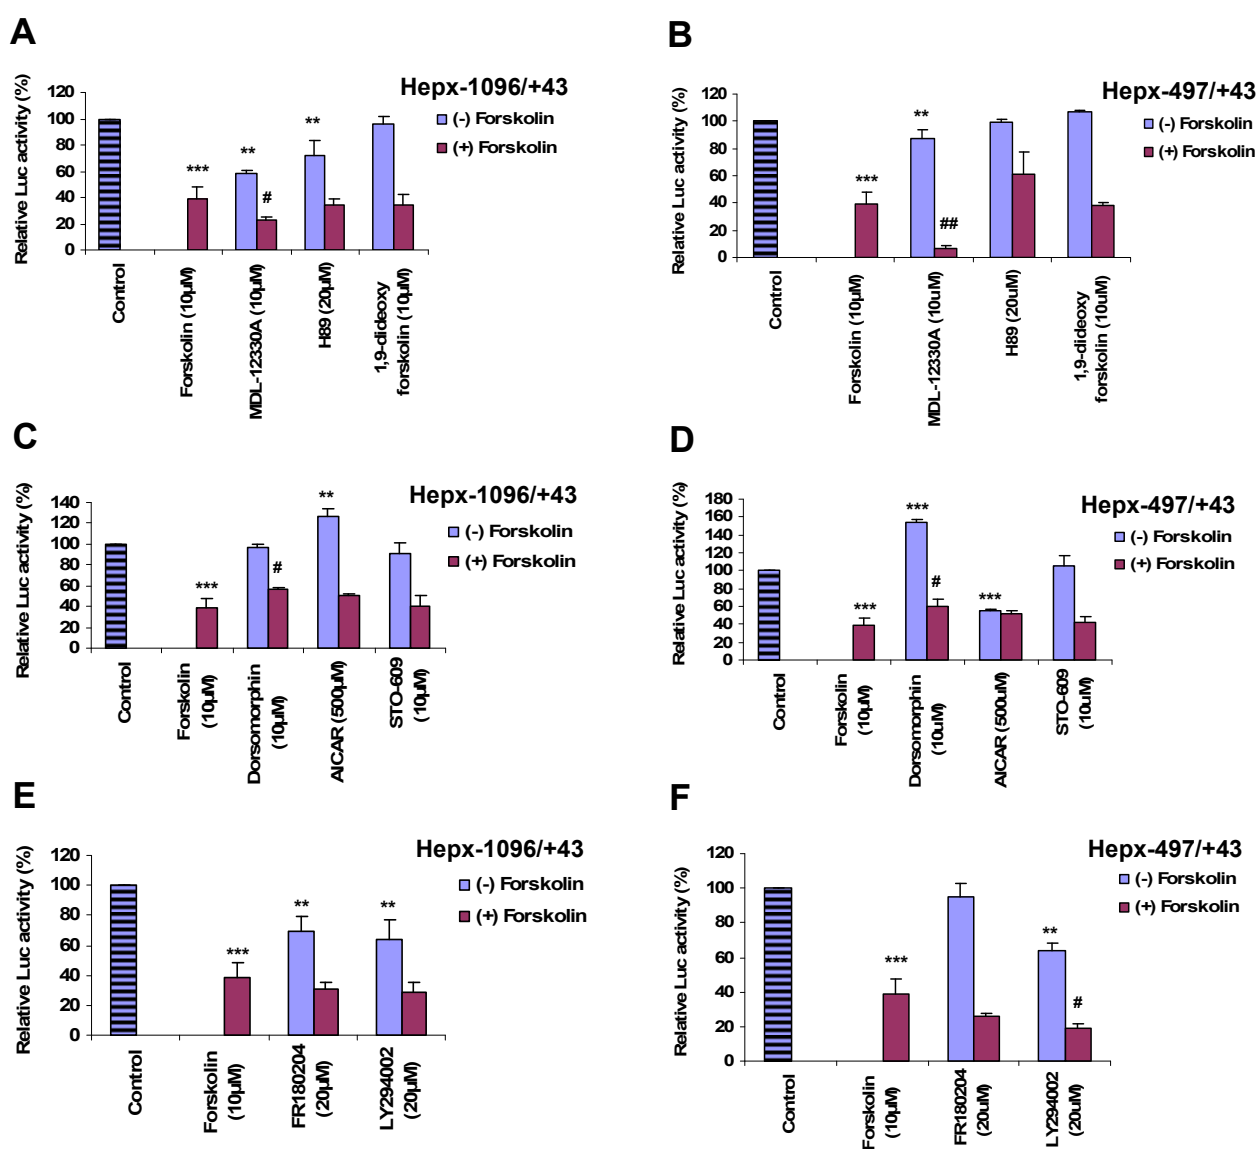 A
Hepx-1096/+43
Relative Luc activity (%)
120
100
80
60
40
20
0
(-) Forskolin
(+) Forskolin
***
**
#
**
Control
Forskolin (10µM)
MDL-12330A (10µM)
H89 (20µM)
1,9-dideoxy
forskolin (10µM)
B
Hepx-497/+43
Relative Luc activity (%)
120
100
80
60
40
20
0
(-) Forskolin
(+) Forskolin
***
**
##
Control
Forskolin (10µM)
MDL-12330A (10uM)
H89 (20uM)
1,9-dideoxy
forskolin (10uM)
C
Hepx-1096/+43
Relative Luc activity (%)
140
120
100
80
60
40
20
0
(-) Forskolin
(+) Forskolin
***
#
**
Control
Forskolin
(10µM)
Dorsomorphin
(10µM)
AICAR (500µM)
STO-609
(10µM)
D
Hepx-497/+43
Relative Luc activity (%)
180
160
140
120
100
80
60
40
20
0
(-) Forskolin
(+) Forskolin
***
***
#
***
Control
Forskolin
(10µM)
Dorsomorphin
(10uM)
AICAR (500uM)
STO-609
(10uM)
E
Hepx-1096/+43
Relative Luc activity (%)
120
100
80
60
40
20
0
(-) Forskolin
(+) Forskolin
***
**
**
Control
Forskolin
(10µM)
FR180204
(20µM)
LY294002
(20µM)
F
Hepx-497/+43
Relative Luc activity (%)
120
100
80
60
40
20
0
(-) Forskolin
(+) Forskolin
***
**
#
Control
Forskolin
(10µM)
FR180204
(20uM)
LY294002
(20uM)